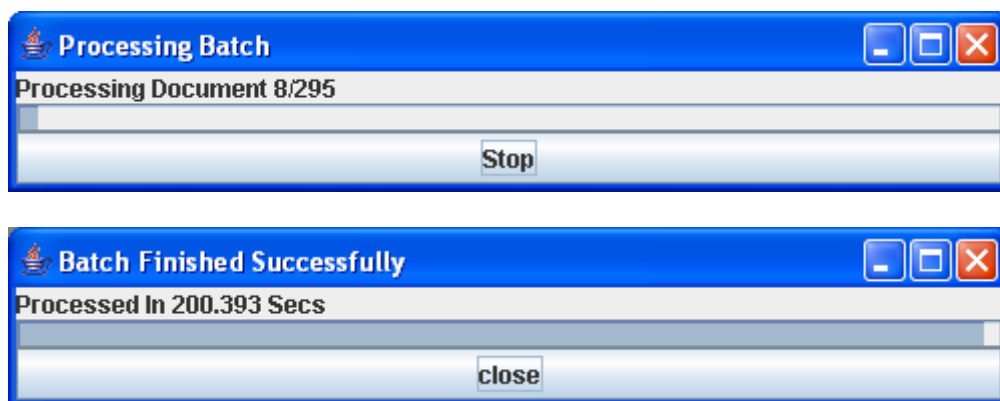 Processing Batch
Processing Document 8/295
Stop
Batch Finished Successfully
Processed In 200.393 Secs
close